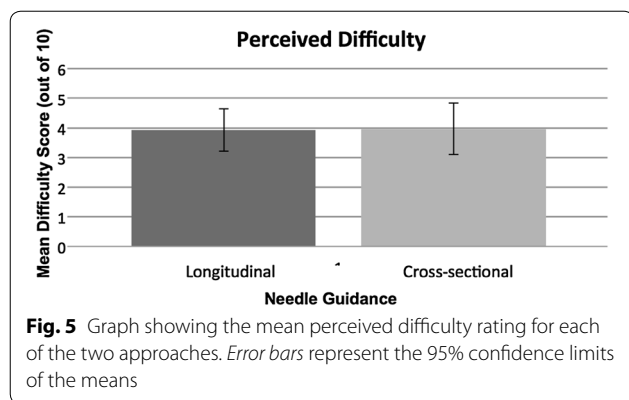 Perceived Difficulty
Mean Difficulty Score (out of 10)
6
5
4
3
2
1
0
Longitudinal
Cross-sectional
Needle Guidance
Fig. 5 Graph showing the mean perceived difficulty rating for each
of the two approaches. Error bars represent the 95% confidence limits
of the means